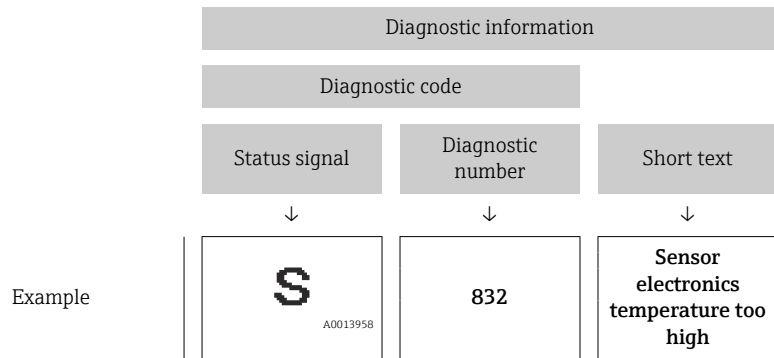 Diagnostic information
Diagnostic code
Status signal
Diagnostic
number
Short text
↓ ↓ ↓
Example
S
A0013958
832
Sensor
electronics
temperature too
high